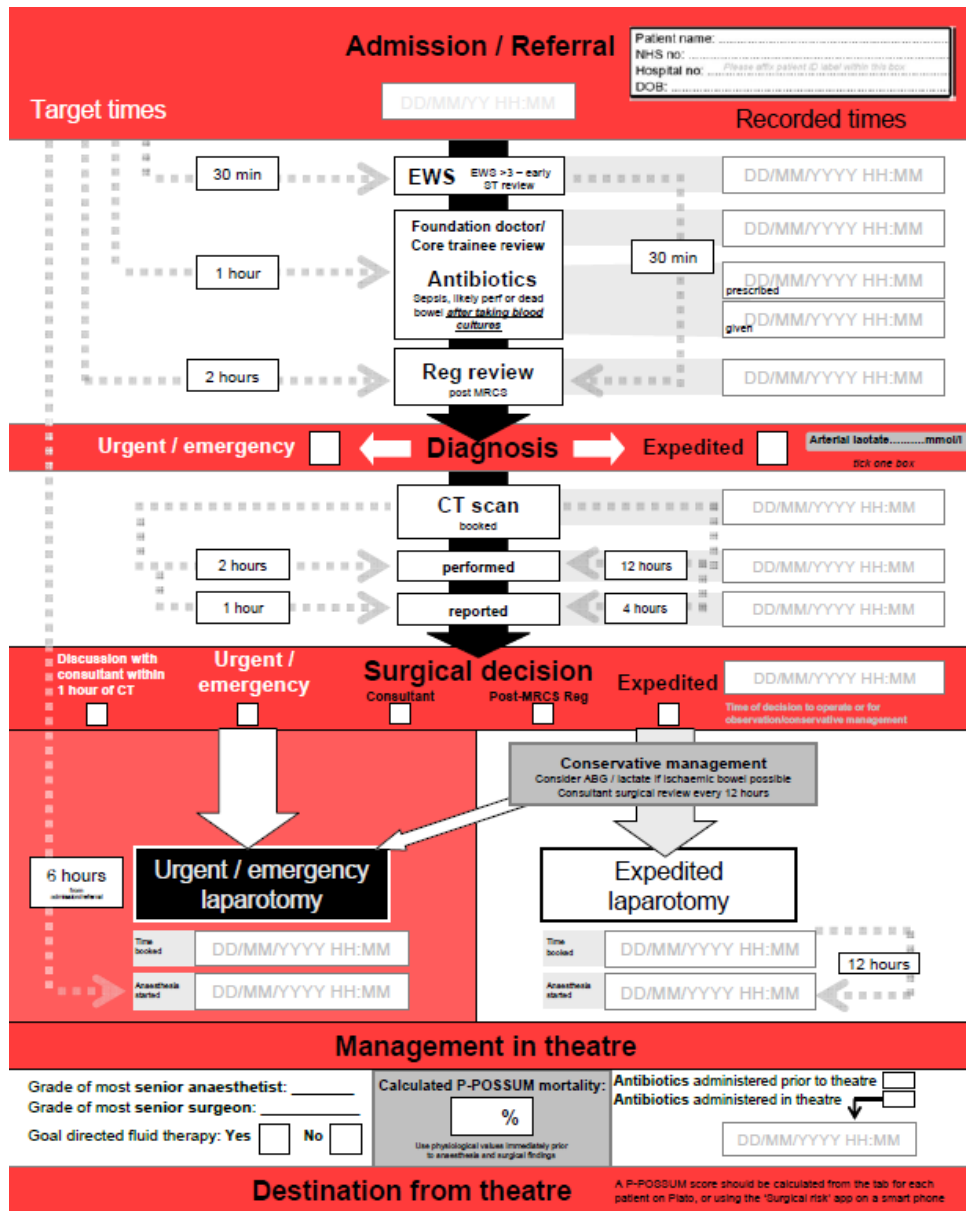 Admission / Referral
Patient name:
NHS no:
Hospital no: Please affix patient ID label within this box
DOB:
DD/MM/YY HH:MM
Target times
Recorded times
30 min
EWS EWS >3 – early ST review
DD/MM/YYYY HH:MM
Foundation doctor/
Core trainee review
DD/MM/YYYY HH:MM
30 min
1 hour
Antibiotics
Sepsis, likely perf or dead
bowel after taking blood
cultures
prescribed DD/MM/YYYY HH:MM
given DD/MM/YYYY HH:MM
2 hours
Reg review
post MRCS
DD/MM/YYYY HH:MM
Urgent / emergency
Diagnosis
Expedited
Arterial lactate..........mmol/l
tick one box
CT scan
booked
DD/MM/YYYY HH:MM
2 hours
performed
12 hours
DD/MM/YYYY HH:MM
1 hour
reported
4 hours
DD/MM/YYYY HH:MM
Discussion with
consultant within
1 hour of CT
Urgent /
emergency
Surgical decision
Consultant
Post-MRCS Reg
Expedited
DD/MM/YYYY HH:MM
Time of decision to operate or for
observation/conservative management
Conservative management
Consider ABG / lactate if ischaemic bowel possible
Consultant surgical review every 12 hours
6 hours
from
admission/referral
Urgent / emergency
laparotomy
Expedited
laparotomy
Time
booked
DD/MM/YYYY HH:MM
Time
booked
DD/MM/YYYY HH:MM
12 hours
Anaesthesia
started
DD/MM/YYYY HH:MM
Anaesthesia
started
DD/MM/YYYY HH:MM
Management in theatre
Grade of most senior anaesthetist: _______
Grade of most senior surgeon: ___________
Goal directed fluid therapy: Yes No
Calculated P-POSSUM mortality:
%
Use physiological values immediately prior
to anaesthesia and surgical findings
Antibiotics administered prior to theatre
Antibiotics administered in theatre
DD/MM/YYYY HH:MM
Destination from theatre
A P-POSSUM score should be calculated from the tab for each
patient on Plato, or using the 'Surgical risk' app on a smart phone